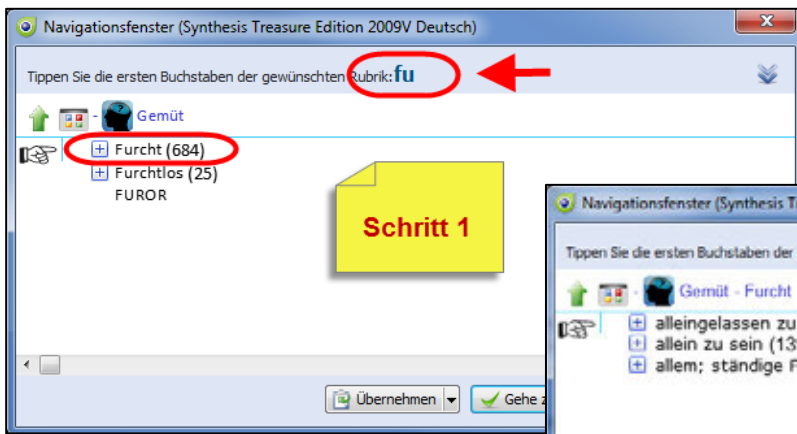 Navigationsfenster (Synthesis Treasure Edition 2009V Deutsch)
Tippen Sie die ersten Buchstaben der gewünschten Rubrik: fu
- Gemüt
Furcht (684)
Furchtlos (25)
FUROR
Schritt 1
Übernehmen
Gehe
Navigationsfenster (Synthesis
Tippen Sie die ersten Buchstaben der
- Gemüt - Furcht
alleingelassen zu
allein zu sein (13
allem; ständige